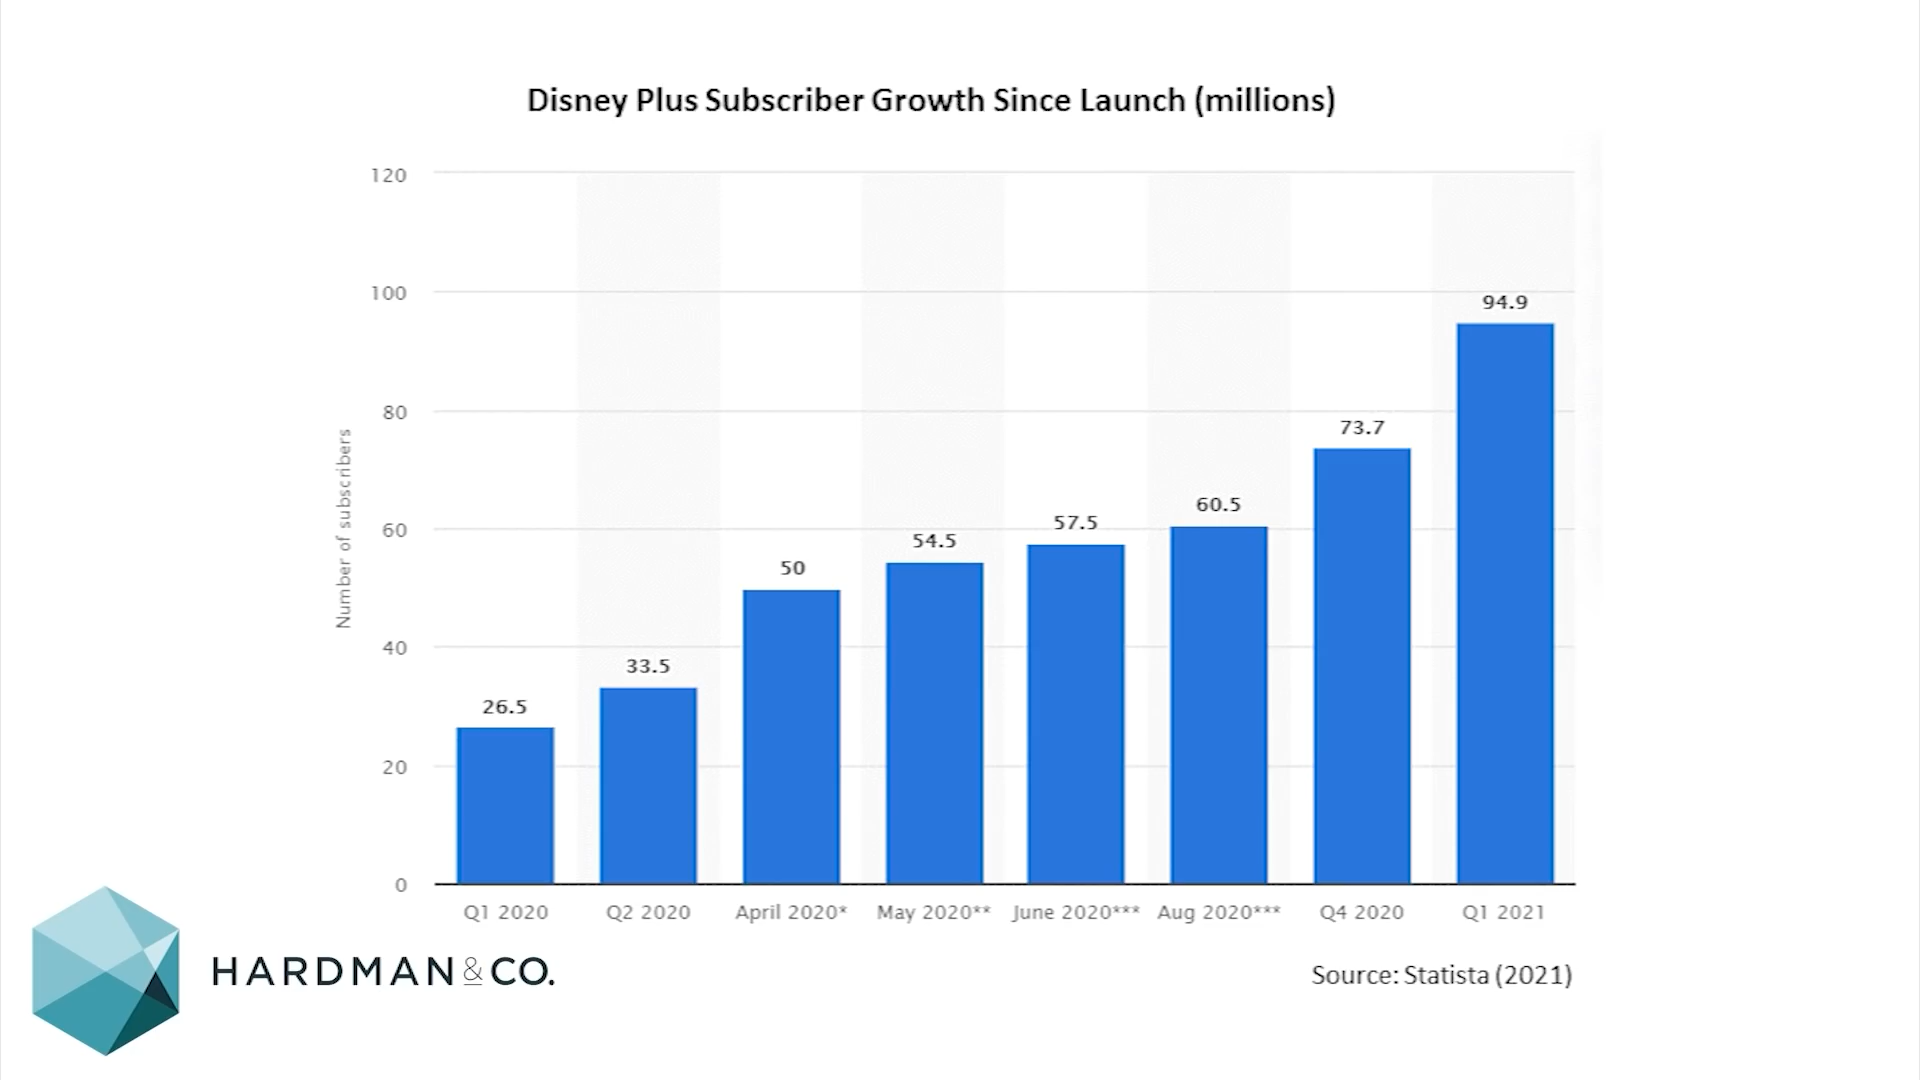 Disney Plus Subscriber Growth Since Launch (millions)
120
100
80
60
40
20
0
Number of subscribers
26.5
33.5
50
54.5
57.5
60.5
73.7
94.9
Q1 2020
Q2 2020
April 2020*
May 2020**
June 2020***
Aug 2020***
Q4 2020
Q1 2021
HARDMAN & CO.
Source: Statista (2021)